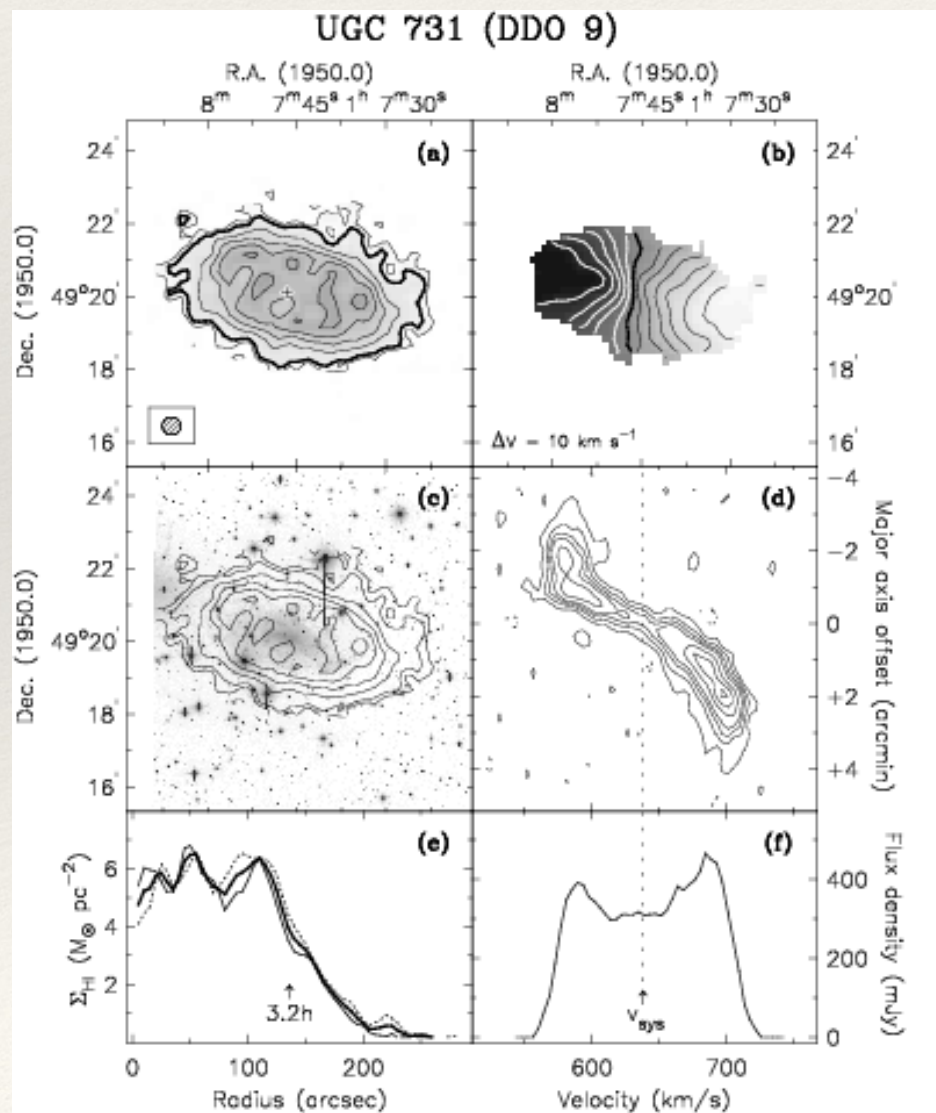 UGC 731 (DDO 9)
R.A. (1950.0)
R.A. (1950.0)
8ᵐ 7ᵐ45ˢ 1ʰ 7ᵐ30ˢ
8ᵐ 7ᵐ45ˢ 1ʰ 7ᵐ30ˢ
Dec. (1950.0)
24'
22'
49°20'
18'
16'
(a)
(b)
Δv = 10 km s⁻¹
24'
22'
49°20'
18'
16'
Dec. (1950.0)
24'
22'
49°20'
18'
16'
(c)
(d)
−4
−2
0
+2
+4
Major axis offset (arcmin)
Σ_HI (M_⊙ pc⁻²)
6
4
2
(e)
3.2h
0 100 200
Radius (arcsec)
(f)
v_sys
600 700
Velocity (km/s)
400
200
0
Flux density (mJy)